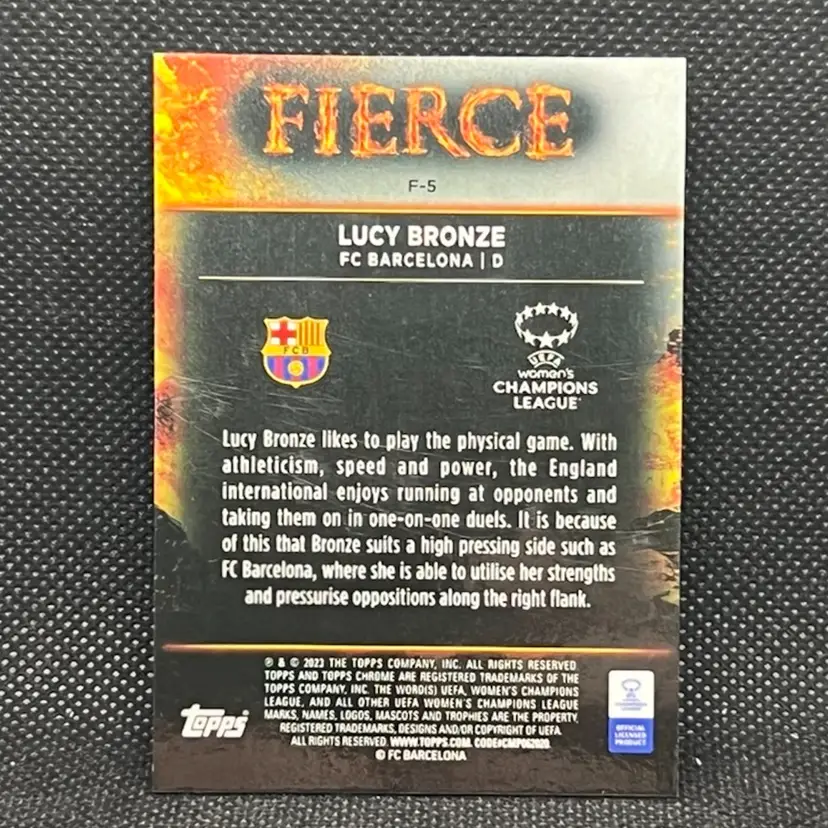 FIERCE
F-5
LUCY BRONZE
FC BARCELONA | D
FCB
UEFA
women's
CHAMPIONS
LEAGUE
Lucy Bronze likes to play the physical game. With
athleticism, speed and power, the England
international enjoys running at opponents and
taking them on in one-on-one duels. It is because
of this that Bronze suits a high pressing side such as
FC Barcelona, where she is able to utilise her strengths
and pressurise oppositions along the right flank.
℗ & © 2023 THE TOPPS COMPANY, INC. ALL RIGHTS RESERVED
TOPPS AND TOPPS CHROME ARE REGISTERED TRADEMARKS OF THE
TOPPS COMPANY, INC. THE WORD(S) UEFA, WOMEN'S CHAMPIONS
LEAGUE, AND ALL OTHER UEFA WOMEN'S CHAMPIONS LEAGUE
MARKS, NAMES, LOGOS, MASCOTS AND TROPHIES ARE THE PROPERTY,
REGISTERED TRADEMARKS, DESIGNS AND/OR COPYRIGHT OF UEFA.
ALL RIGHTS RESERVED. WWW.TOPPS.COM. CODE#CMP062020.
© FC BARCELONA
topps
OFFICIAL
LICENSED
PRODUCT